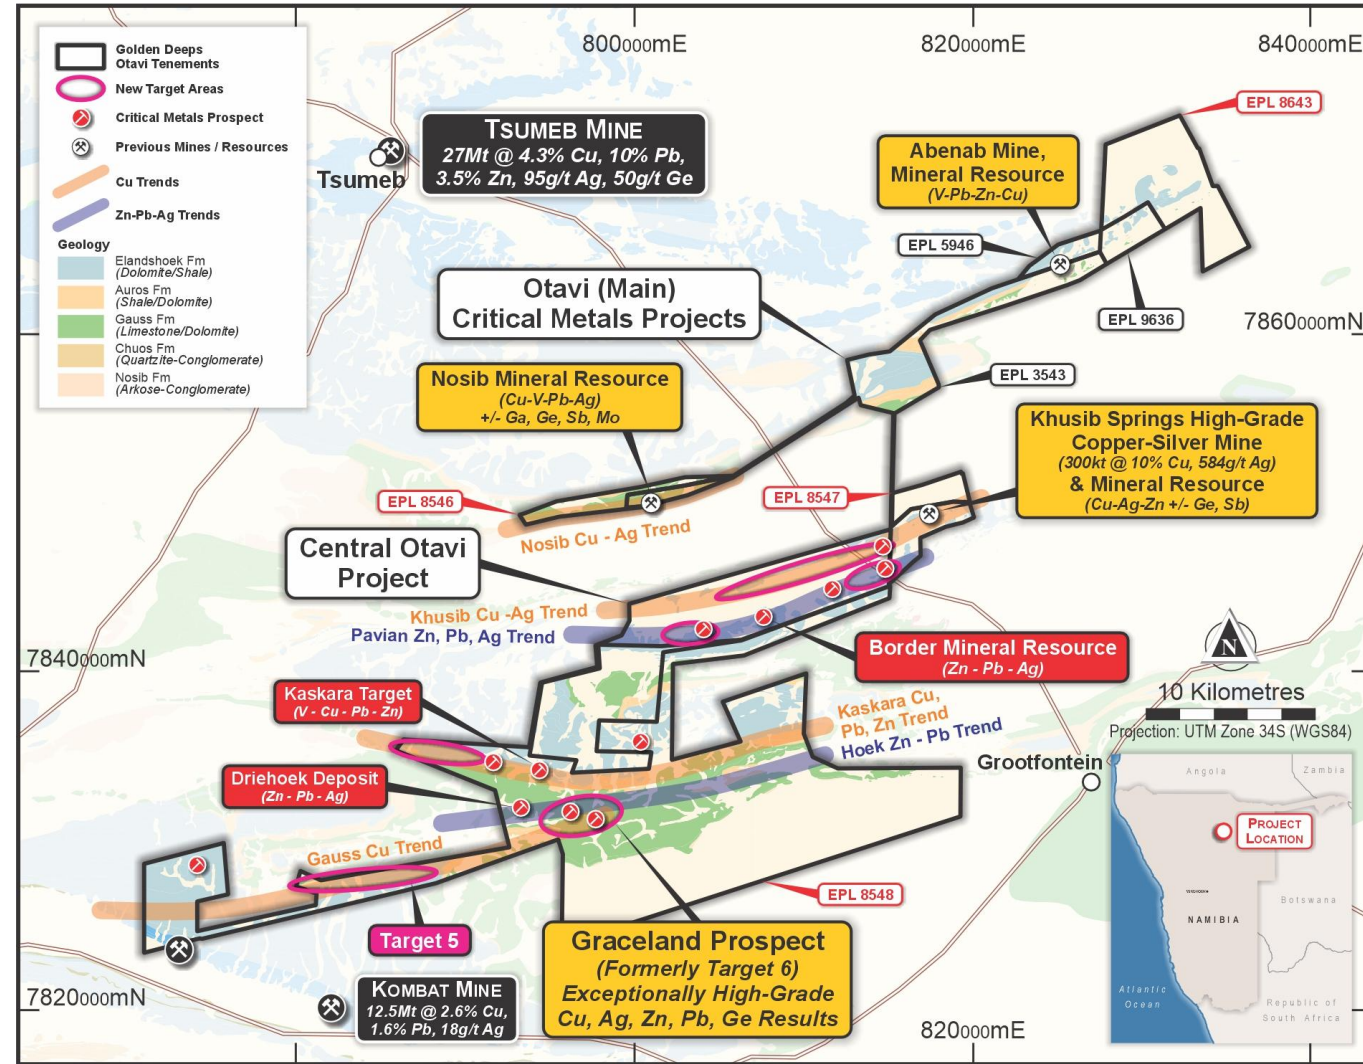 800000mE
820000mE
840000mE
Golden Deeps
Otavi Tenements
New Target Areas
Critical Metals Prospect
Previous Mines / Resources
Cu Trends
Zn-Pb-Ag Trends
Geology
Elandshoek Fm
(Dolomite/Shale)
Auros Fm
(Shale/Dolomite)
Gauss Fm
(Limestone/Dolomite)
Chuos Fm
(Quartzite-Conglomerate)
Nosib Fm
(Arkose-Conglomerate)
Tsumeb
TSUMEB MINE
27Mt @ 4.3% Cu, 10% Pb,
3.5% Zn, 95g/t Ag, 50g/t Ge
EPL 8643
Abenab Mine,
Mineral Resource
(V-Pb-Zn-Cu)
EPL 5946
EPL 9636
7860000mN
Otavi (Main)
Critical Metals Projects
EPL 3543
Nosib Mineral Resource
(Cu-V-Pb-Ag)
+/- Ga, Ge, Sb, Mo
Khusib Springs High-Grade
Copper-Silver Mine
(300kt @ 10% Cu, 584g/t Ag)
& Mineral Resource
(Cu-Ag-Zn +/- Ge, Sb)
EPL 8546
EPL 8547
Nosib Cu - Ag Trend
Central Otavi
Project
Khusib Cu -Ag Trend
Pavian Zn, Pb, Ag Trend
Border Mineral Resource
(Zn - Pb - Ag)
7840000mN
N
10 Kilometres
Projection: UTM Zone 34S (WGS84)
Kaskara Target
(V - Cu - Pb - Zn)
Kaskara Cu,
Pb, Zn Trend
Hoek Zn - Pb Trend
Grootfontein
Driehoek Deposit
(Zn - Pb - Ag)
Gauss Cu Trend
EPL 8548
Target 5
Graceland Prospect
(Formerly Target 6)
Exceptionally High-Grade
Cu, Ag, Zn, Pb, Ge Results
KOMBAT MINE
12.5Mt @ 2.6% Cu,
1.6% Pb, 18g/t Ag
7820000mN
820000mE
Angola
Zambia
PROJECT
LOCATION
NAMIBIA
Botswana
Atlantic
Ocean
Republic of
South Africa